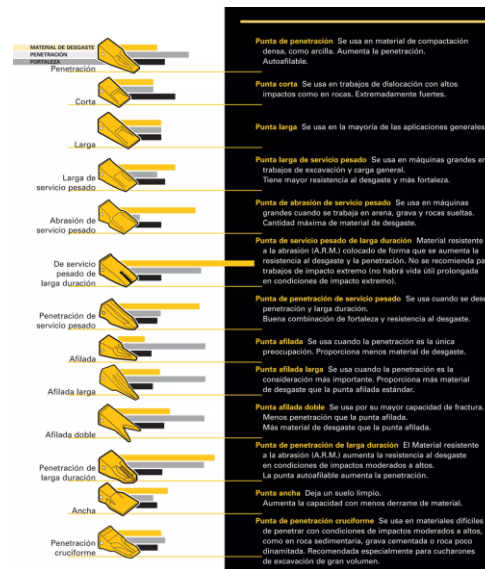 MATERIAL DE DESGASTE
PENETRACIÓN
FORTALEZA
Penetración
Punta de penetración Se usa en material de compactación
densa, como arcilla. Aumenta la penetración.
Autoafilable.
Corta
Punta corta Se usa en trabajos de dislocación con altos
impactos como en rocas. Extremadamente fuertes.
Larga
Punta larga Se usa en la mayoría de las aplicaciones generales
Larga de
servicio pesado
Punta larga de servicio pesado Se usa en máquinas grandes en
trabajos de excavación y carga general.
Tiene mayor resistencia al desgaste y más fortaleza.
Abrasión de
servicio pesado
Punta de abrasión de servicio pesado Se usa en máquinas
grandes cuando se trabaja en arena, grava y rocas sueltas.
Cantidad máxima de material de desgaste.
De servicio
pesado de
larga duración
Punta de servicio pesado de larga duración Material resistente
a la abrasión (A.R.M.) colocado de forma que se aumenta la
resistencia al desgaste y la penetración. No se recomienda pa
trabajos de impacto extremo (no habrá vida útil prolongada
en condiciones de impacto extremo).
Penetración de
servicio pesado
Punta de penetración de servicio pesado Se usa cuando se dese
penetración y larga duración.
Buena combinación de fortaleza y resistencia al desgaste.
Afilada
Punta afilada Se usa cuando la penetración es la única
preocupación. Proporciona menos material de desgaste.
Afilada larga
Punta afilada larga Se usa cuando la penetración es la
consideración más importante. Proporciona más material
de desgaste que la punta afilada estándar.
Afilada doble
Punta afilada doble Se usa por su mayor capacidad de fractura.
Menos penetración que la punta afilada.
Más material de desgaste que la punta afilada.
Penetración de
larga duración
Punta de penetración de larga duración El Material resistente
a la abrasión (A.R.M.) aumenta la resistencia al desgaste
en condiciones de impactos moderados a altos.
La punta autoafilable aumenta la penetración.
Ancha
Punta ancha Deja un suelo limpio.
Aumenta la capacidad con menos derrame de material.
Penetración
cruciforme
Punta de penetración cruciforme Se usa en materiales difíciles
de penetrar con condiciones de impactos moderados a altos,
como en roca sedimentaria, grava cementada o roca poco
dinamitada. Recomendada especialmente para cucharones
de excavación de gran volumen.